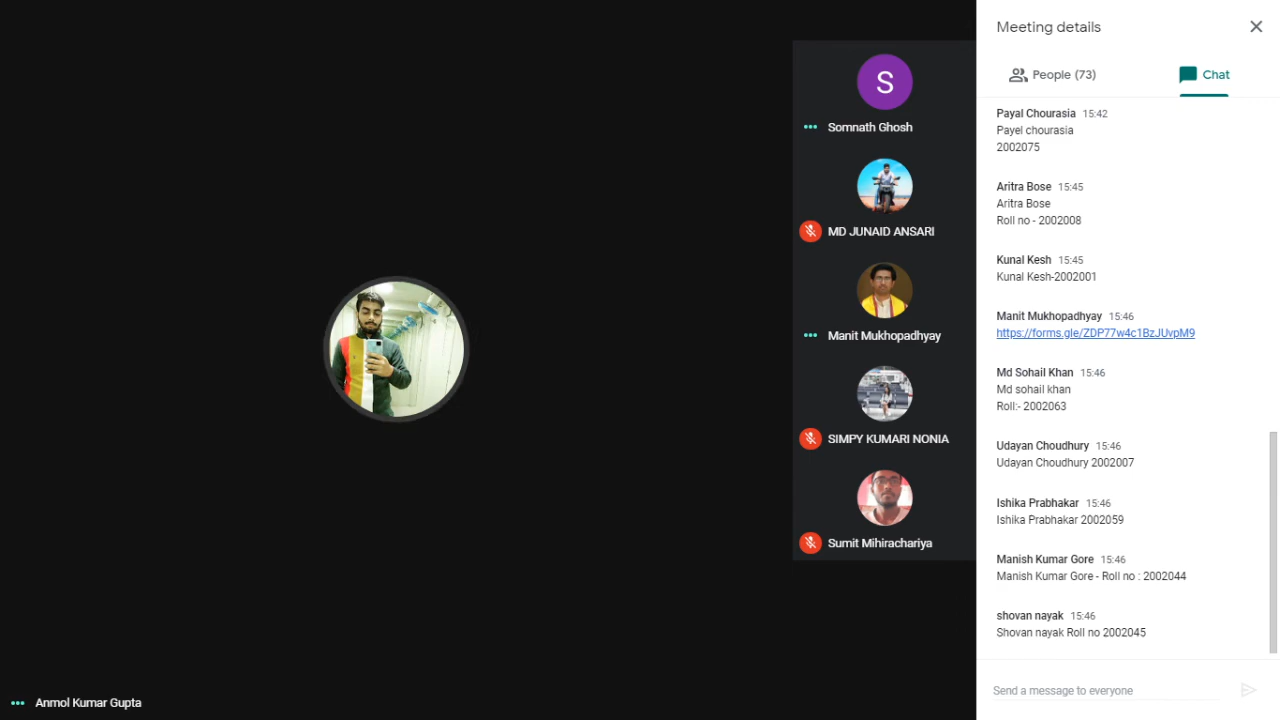 S
Somnath Ghosh
MD JUNAID ANSARI
Manit Mukhopadhyay
SIMPY KUMARI NONIA
Sumit Mihirachariya
Anmol Kumar Gupta
Meeting details
People (73)
Chat
Payal Chourasia 15:42
Payel chourasia
2002075
Aritra Bose 15:45
Aritra Bose
Roll no - 2002008
Kunal Kesh 15:45
Kunal Kesh-2002001
Manit Mukhopadhyay 15:46
https://forms.gle/ZDP77w4c1BzJUvpM9
Md Sohail Khan 15:46
Md sohail khan
Roll:- 2002063
Udayan Choudhury 15:46
Udayan Choudhury 2002007
Ishika Prabhakar 15:46
Ishika Prabhakar 2002059
Manish Kumar Gore 15:46
Manish Kumar Gore - Roll no : 2002044
shovan nayak 15:46
Shovan nayak Roll no 2002045
Send a message to everyone